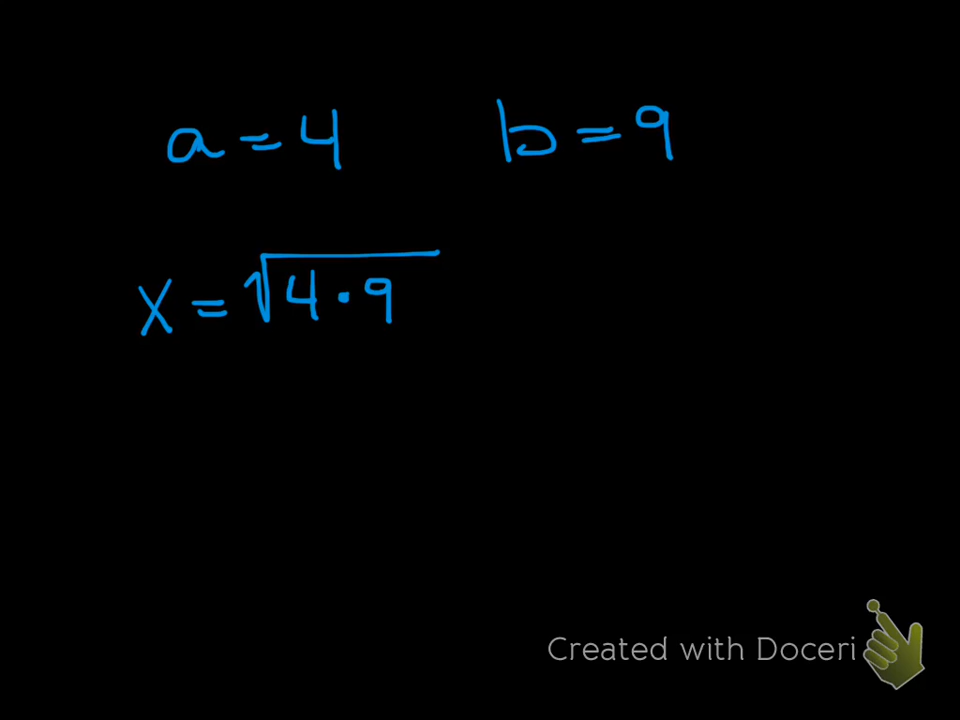 a = 4 b = 9
x = √4 · 9
Created with Doceri